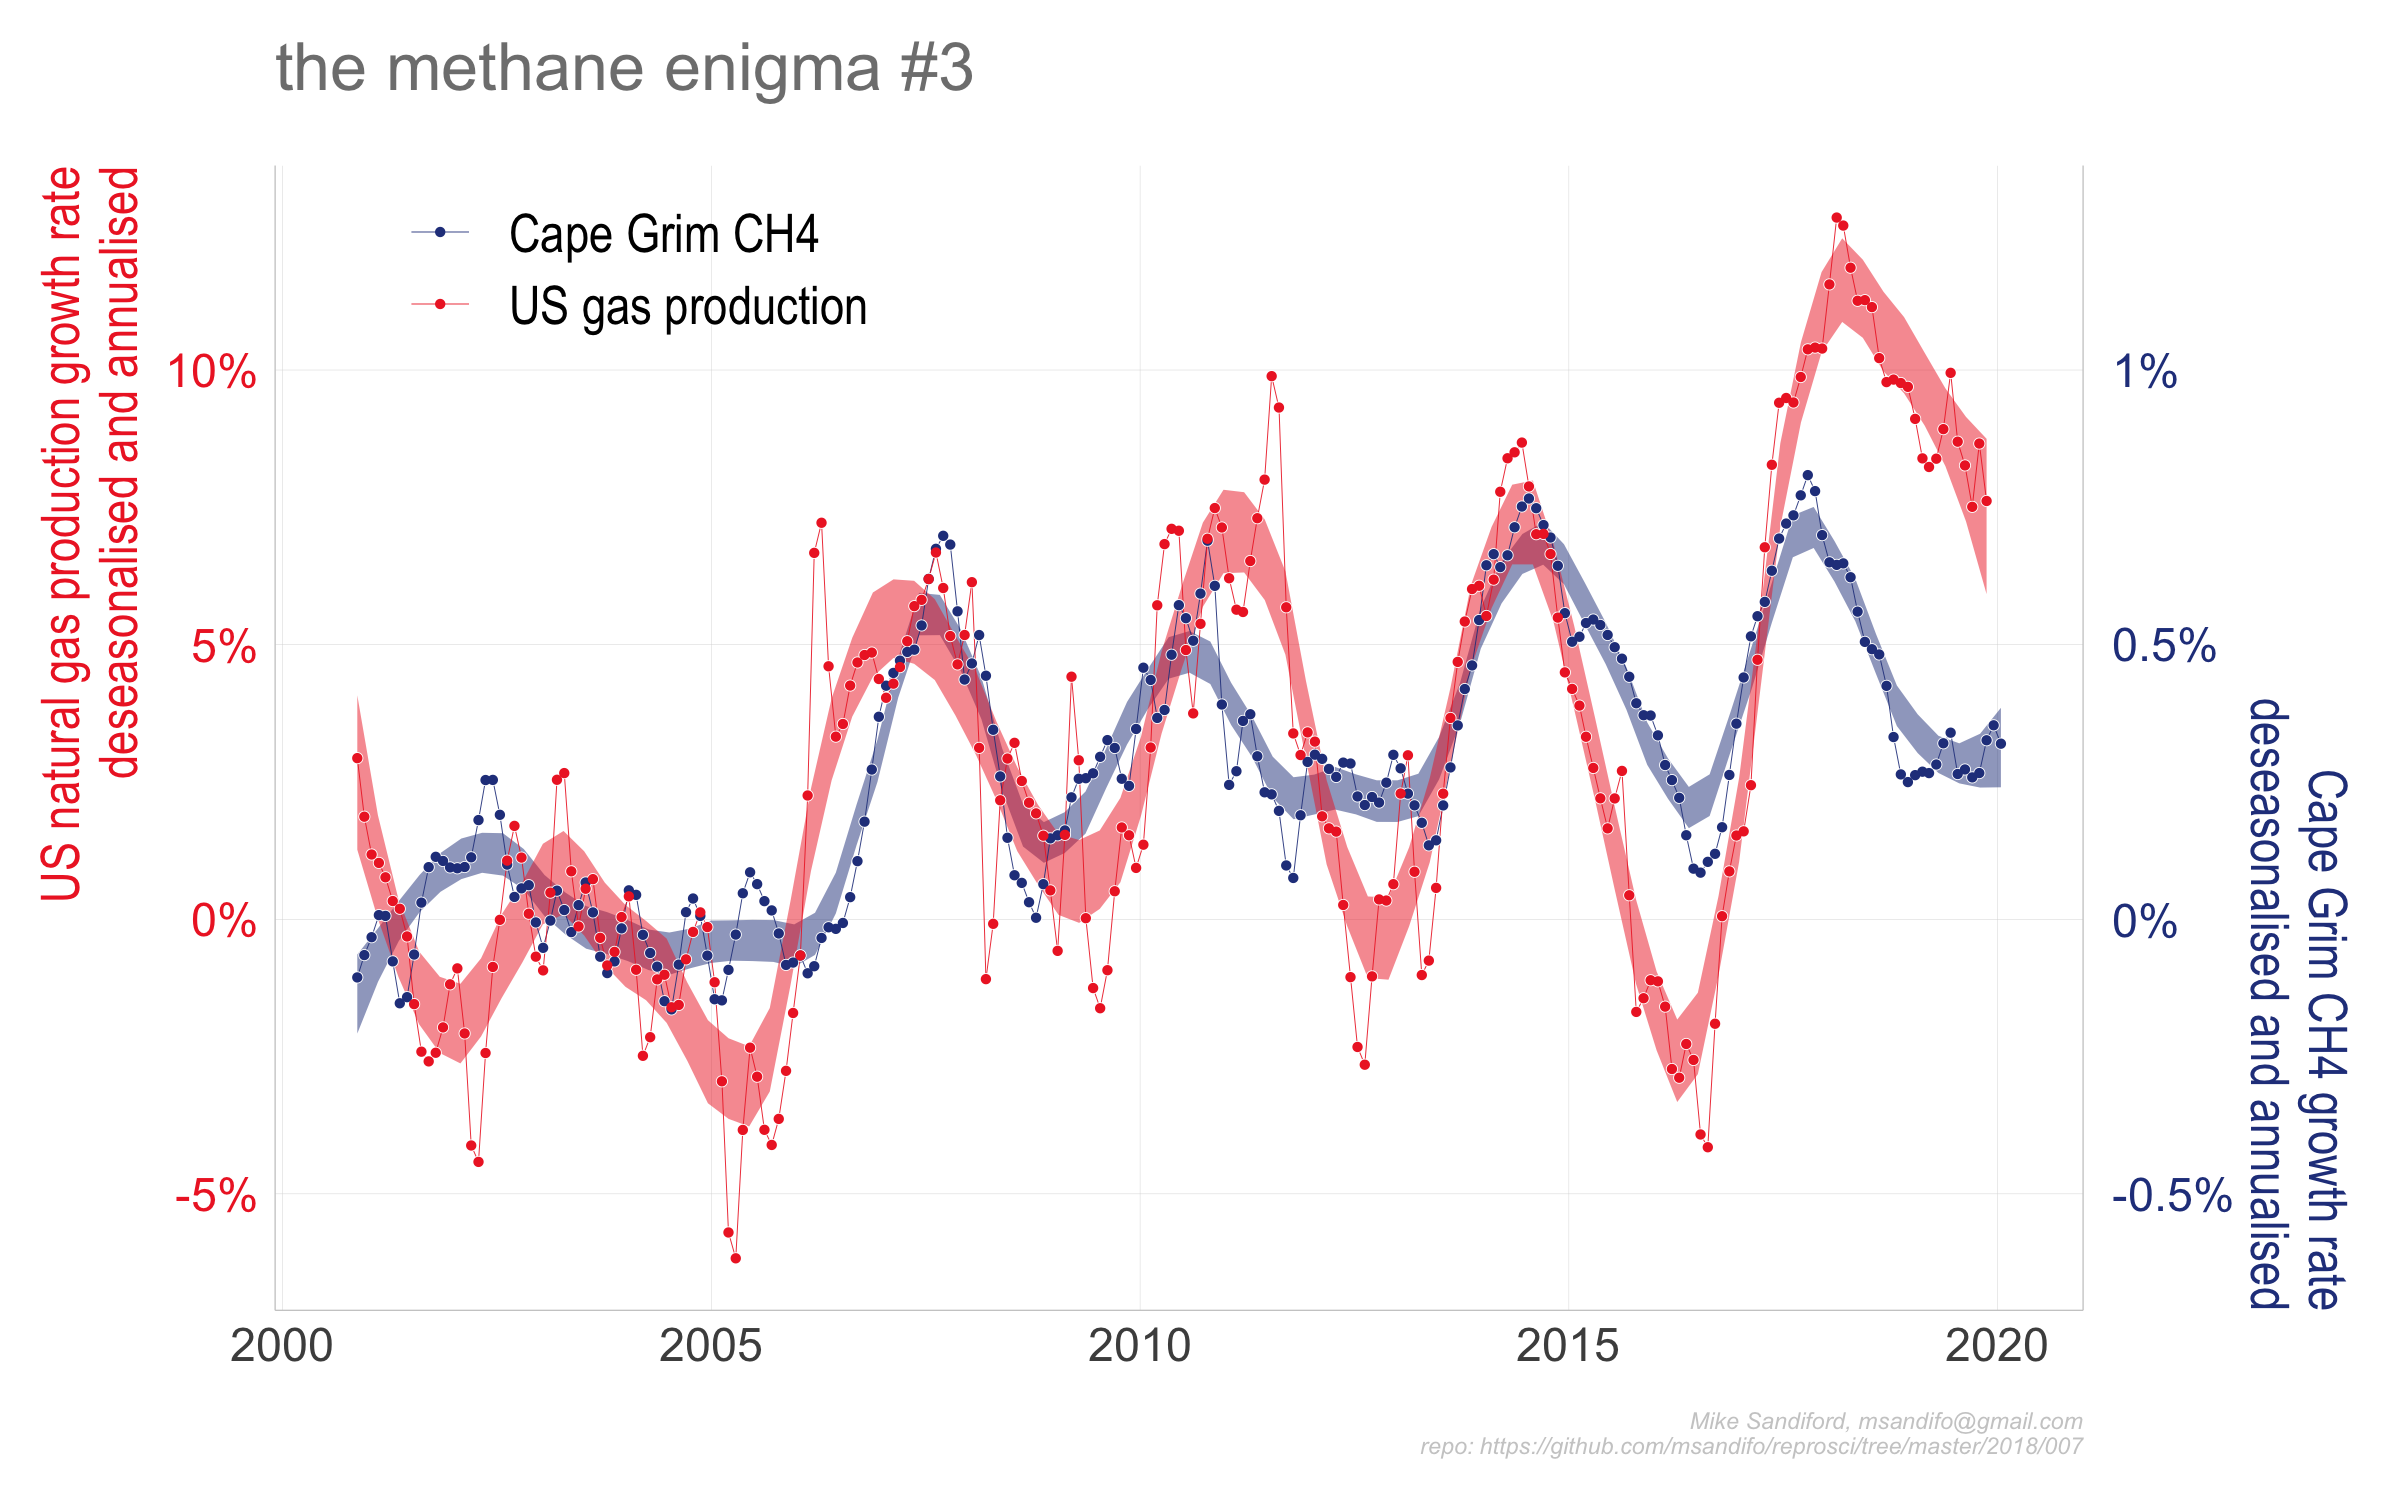 the methane enigma #3
US natural gas production growth rate
deseasonalised and annualised
Cape Grim CH4
US gas production
10%
5%
0%
-5%
1%
0.5%
0%
-0.5%
Cape Grim CH4 growth rate
deseasonalised and annualised
2000
2005
2010
2015
2020
Mike Sandiford, msandifo@gmail.com
repo: https://github.com/msandifo/reprosci/tree/master/2018/007